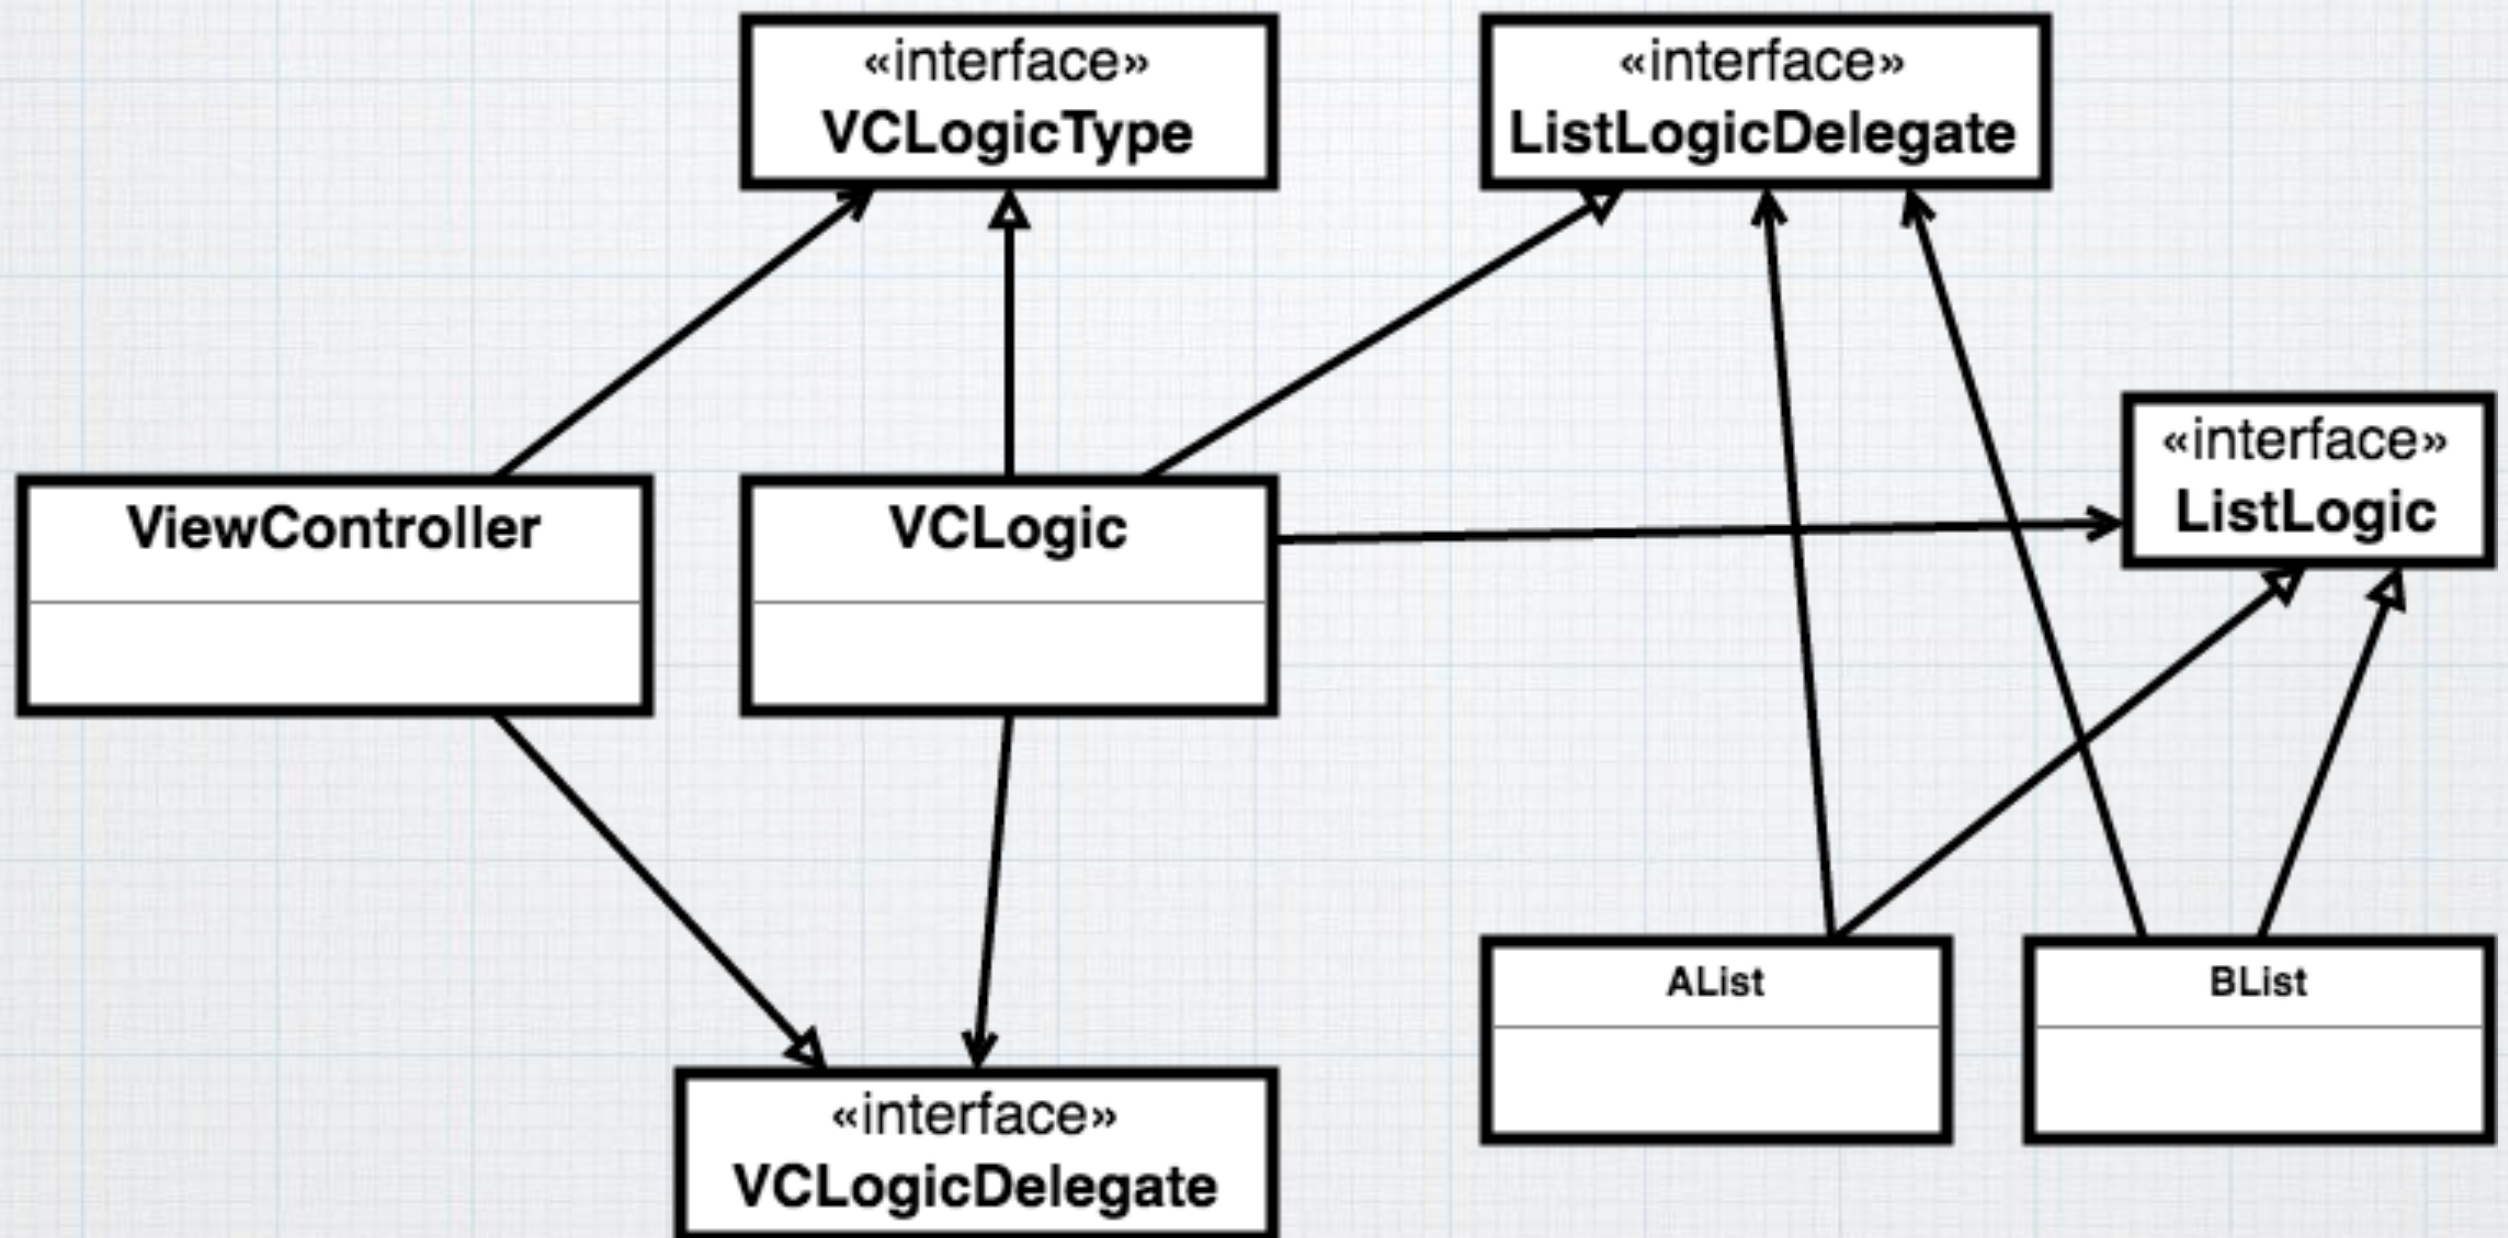 «interface»
VCLogicType
«interface»
ListLogicDelegate
«interface»
ListLogic
ViewController
VCLogic
AList
BList
«interface»
VCLogicDelegate